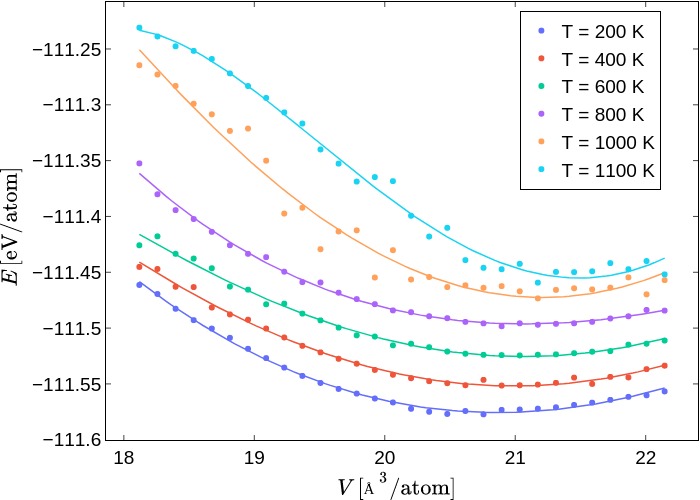 −111.25
−111.3
−111.35
−111.4
−111.45
−111.5
−111.55
−111.6
E [eV/atom]
T = 200 K
T = 400 K
T = 600 K
T = 800 K
T = 1000 K
T = 1100 K
18 19 20 21 22
V [Å³/atom]